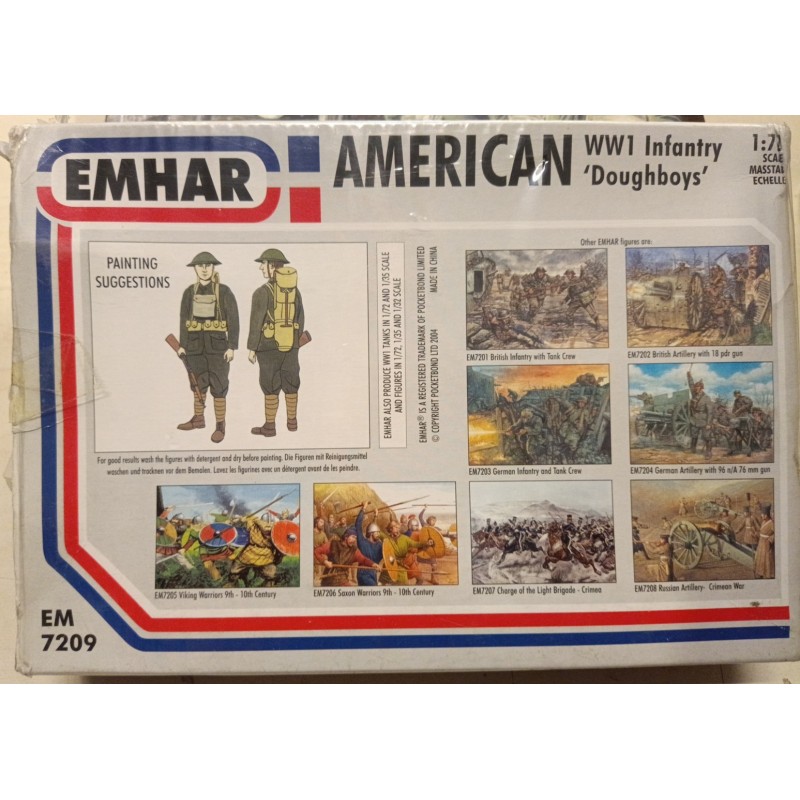 EMHAR
AMERICAN
WW1 Infantry
'Doughboys'
SCALE
ECHELLE
PAINTING
SUGGESTIONS
EMHAR ALSO PRODUCE WW1 TANKS IN 1/72 AND 1/35 SCALE
AND FIGURES IN 1/72, 1/35 AND 1/32 SCALE
EMHAR® IS A REGISTERED TRADEMARK OF POCKETBOND LIMITED
© COPYRIGHT POCKETBOND LTD 2004
MADE IN CHINA
Other EMHAR figures are:
EM7201 British Infantry with Tank Crew
EM7202 British Artillery with 18 pdr gun
EM7203 German Infantry and Tank Crew
EM7204 German Artillery with 96 n/A 76 mm gun
For good results wash the figures with detergent and dry before painting. Die Figuren mit Reinigungsmittel
waschen und trocknen vor dem Bemalen. Lavez les figurines avec un détergent avant de les peindre.
EM7205 Viking Warriors 9th - 10th Century
EM7206 Saxon Warriors 9th - 10th Century
EM7207 Charge of the Light Brigade - Crimea
EM7208 Russian Artillery- Crimean War
EM
7209